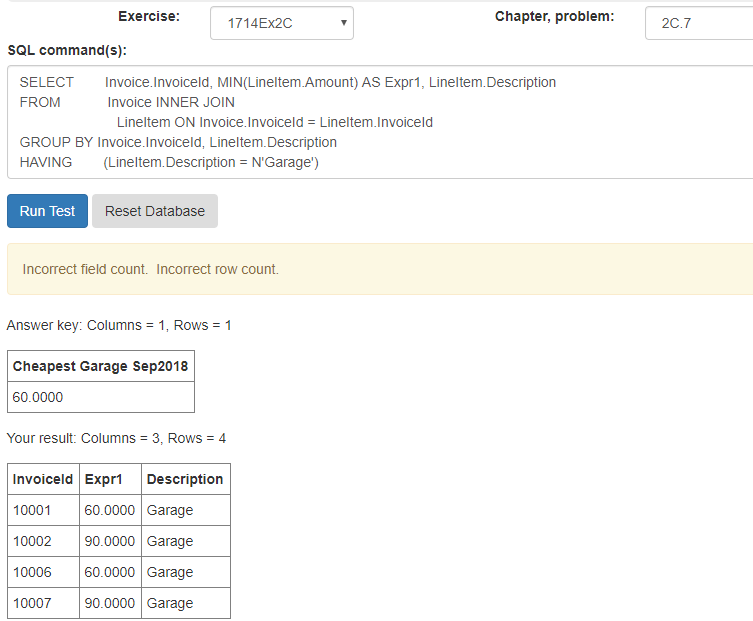 Exercise: 1714Ex2C Chapter, problem: 2C.7
SQL command(s):
SELECT Invoice.InvoiceId, MIN(LineItem.Amount) AS Expr1, LineItem.Description
FROM Invoice INNER JOIN
LineItem ON Invoice.InvoiceId = LineItem.InvoiceId
GROUP BY Invoice.InvoiceId, LineItem.Description
HAVING (LineItem.Description = N'Garage')
Run Test Reset Database
Incorrect field count. Incorrect row count.
Answer key: Columns = 1, Rows = 1
Cheapest Garage Sep2018
60.0000
Your result: Columns = 3, Rows = 4
InvoiceId Expr1 Description
10001 60.0000 Garage
10002 90.0000 Garage
10006 60.0000 Garage
10007 90.0000 Garage